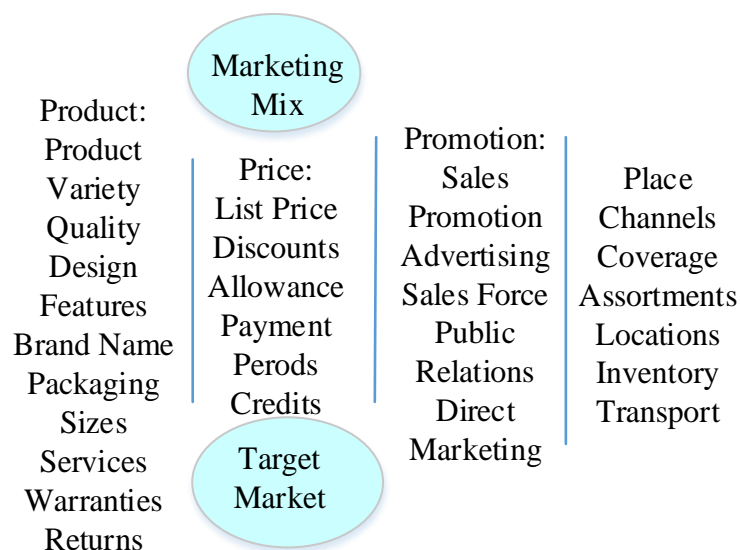 Marketing
Mix
Product:
Product
Variety
Quality
Design
Features
Brand Name
Packaging
Sizes
Services
Warranties
Returns
Price:
List Price
Discounts
Allowance
Payment
Perods
Credits
Promotion:
Sales
Promotion
Advertising
Sales Force
Public
Relations
Direct
Marketing
Place
Channels
Coverage
Assortments
Locations
Inventory
Transport
Target
Market